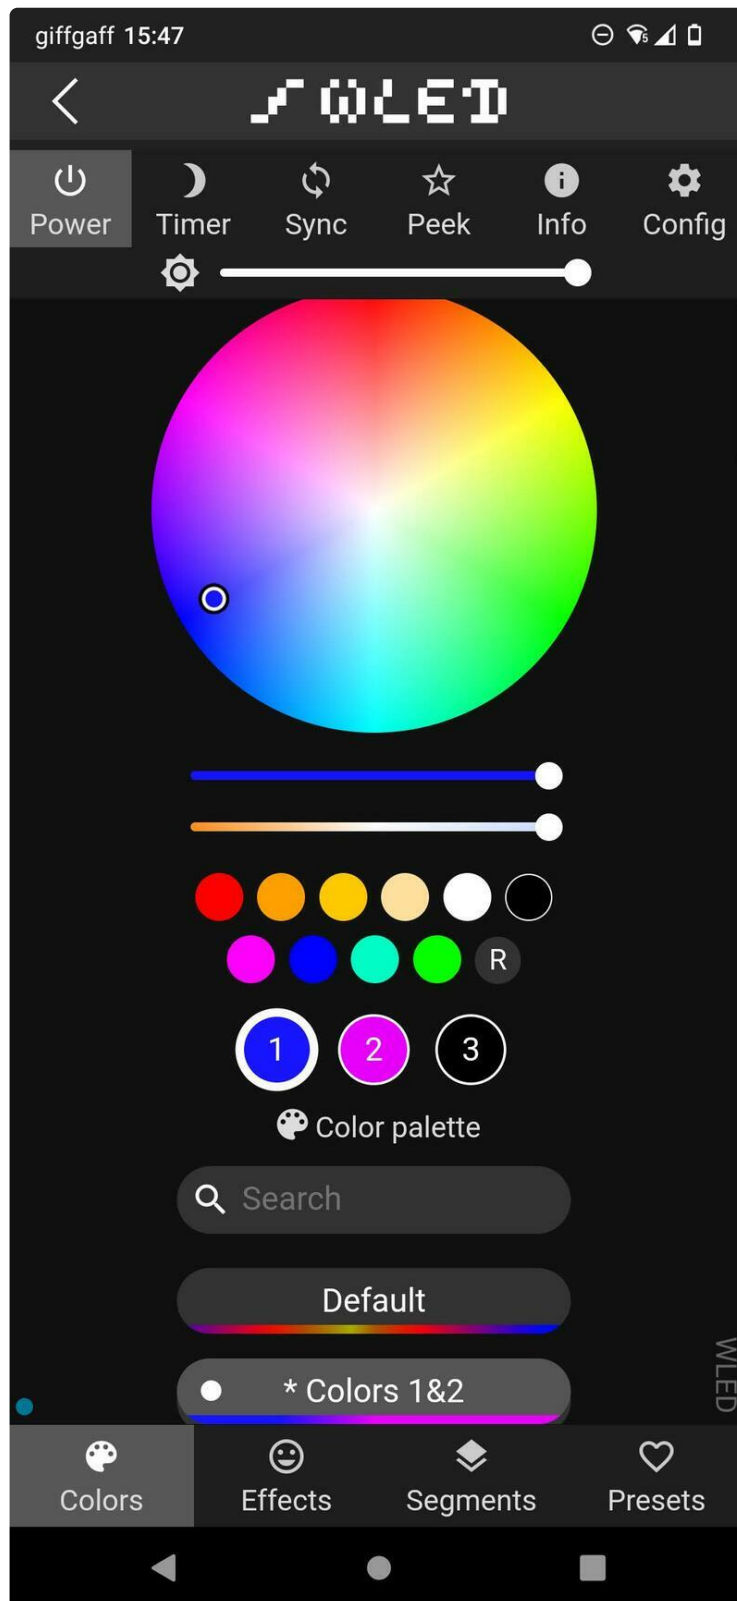 giffgaff 15:47
WLED
Power Timer Sync Peek Info Config
R
1 2 3
Color palette
Search
Default
* Colors 1&2
WLED
Colors Effects Segments Presets